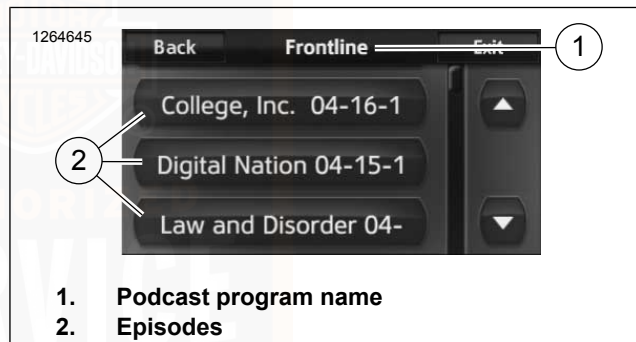 1264645
Back Frontline Exit 1
College, Inc. 04-16-1
2
Digital Nation 04-15-1
Law and Disorder 04-
1. Podcast program name
2. Episodes